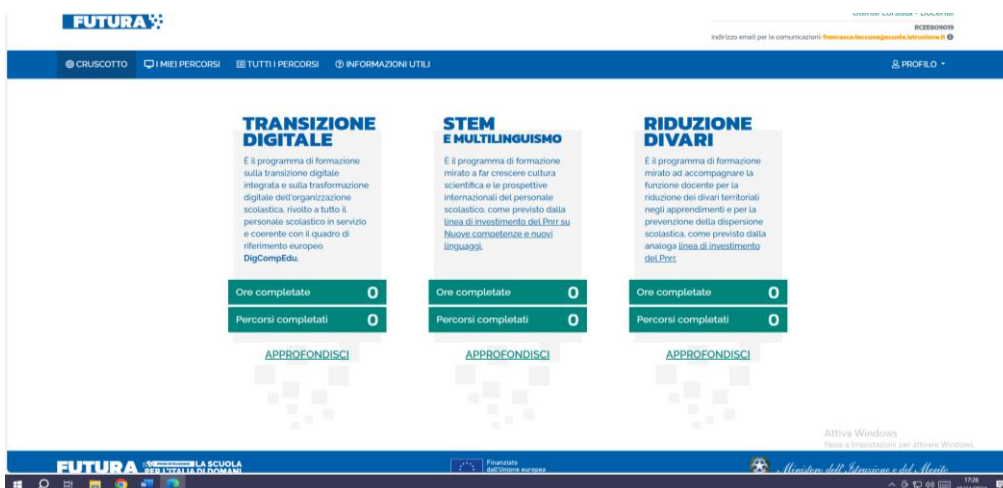 FUTURA
Utente Corsista - Docente
Indirizzo email per le comunicazioni
CRUSCOTTO I MIEI PERCORSI TUTTI I PERCORSI INFORMAZIONI UTILI PROFILO
TRANSIZIONE
DIGITALE
È il programma di formazione
sulla transizione digitale
integrata e sulla trasformazione
digitale dell'organizzazione
scolastica, rivolto a tutto il
personale scolastico in servizio
e coerente con il quadro di
riferimento europeo
DigCompEdu.
Ore completate 0
Percorsi completati 0
APPROFONDISCI
STEM
E MULTILINGUISMO
È il programma di formazione
mirato a far crescere cultura
scientifica e le prospettive
internazionali del personale
scolastico, come previsto dalla
linea di investimento del Pnrr su
Nuove competenze e nuovi
linguaggi.
Ore completate 0
Percorsi completati 0
APPROFONDISCI
RIDUZIONE
DIVARI
È il programma di formazione
mirato ad accompagnare la
funzione docente per la
riduzione dei divari territoriali
negli apprendimenti e per la
prevenzione della dispersione
scolastica, come previsto dalla
analoga linea di investimento
del Pnrr.
Ore completate 0
Percorsi completati 0
APPROFONDISCI
Attiva Windows
Passa a Impostazioni per attivare Windows.
FUTURA LA SCUOLA
PER L'ITALIA DI DOMANI
Finanziato
dall'Unione europea
Ministero dell'Istruzione e del Merito
17:26